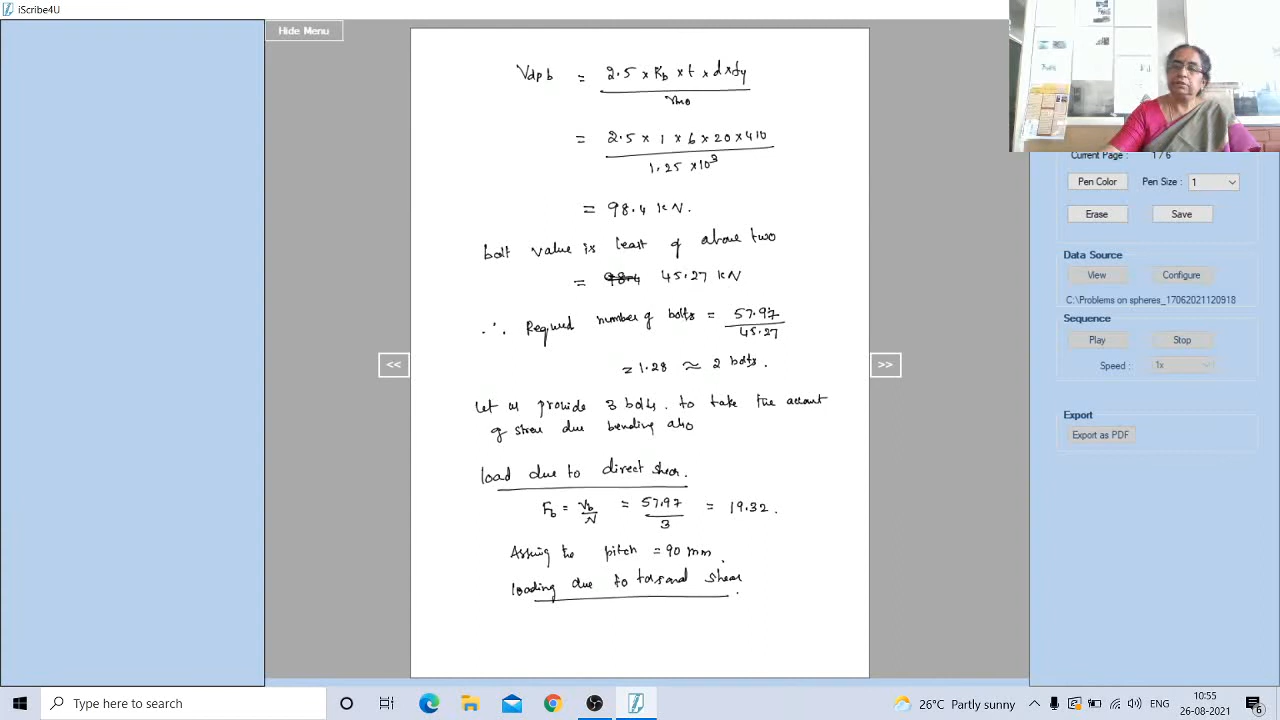 iScribe4U
Hide Menu
Vdpb = 2.5 × Kb × t × d×fy
γm0
= 2.5 × 1 × 6 × 20 × 410
1.25 ×10³
= 98.4 kN.
bolt value is least of above two
= 98.4 45.27 kN
∴ Required number of bolts = 57.97
45.27
= 1.28 ≈ 2 bolts.
let us provide 3 bolts. to take the account
of stress due bending also
load due to direct shear.
Fb = Vb/N = 57.97/3 = 19.32.
Assuming the pitch = 90 mm.
loading due to torsional shear.
<<
>>
Current Page : 1 / 6
Pen Color Pen Size : 1
Erase Save
Data Source
View Configure
C:\Problems on spheres_17062021120918
Sequence
Play Stop
Speed : 1x
Export
Export as PDF
Type here to search
26°C Partly sunny
ENG
10:55
26-08-2021
6